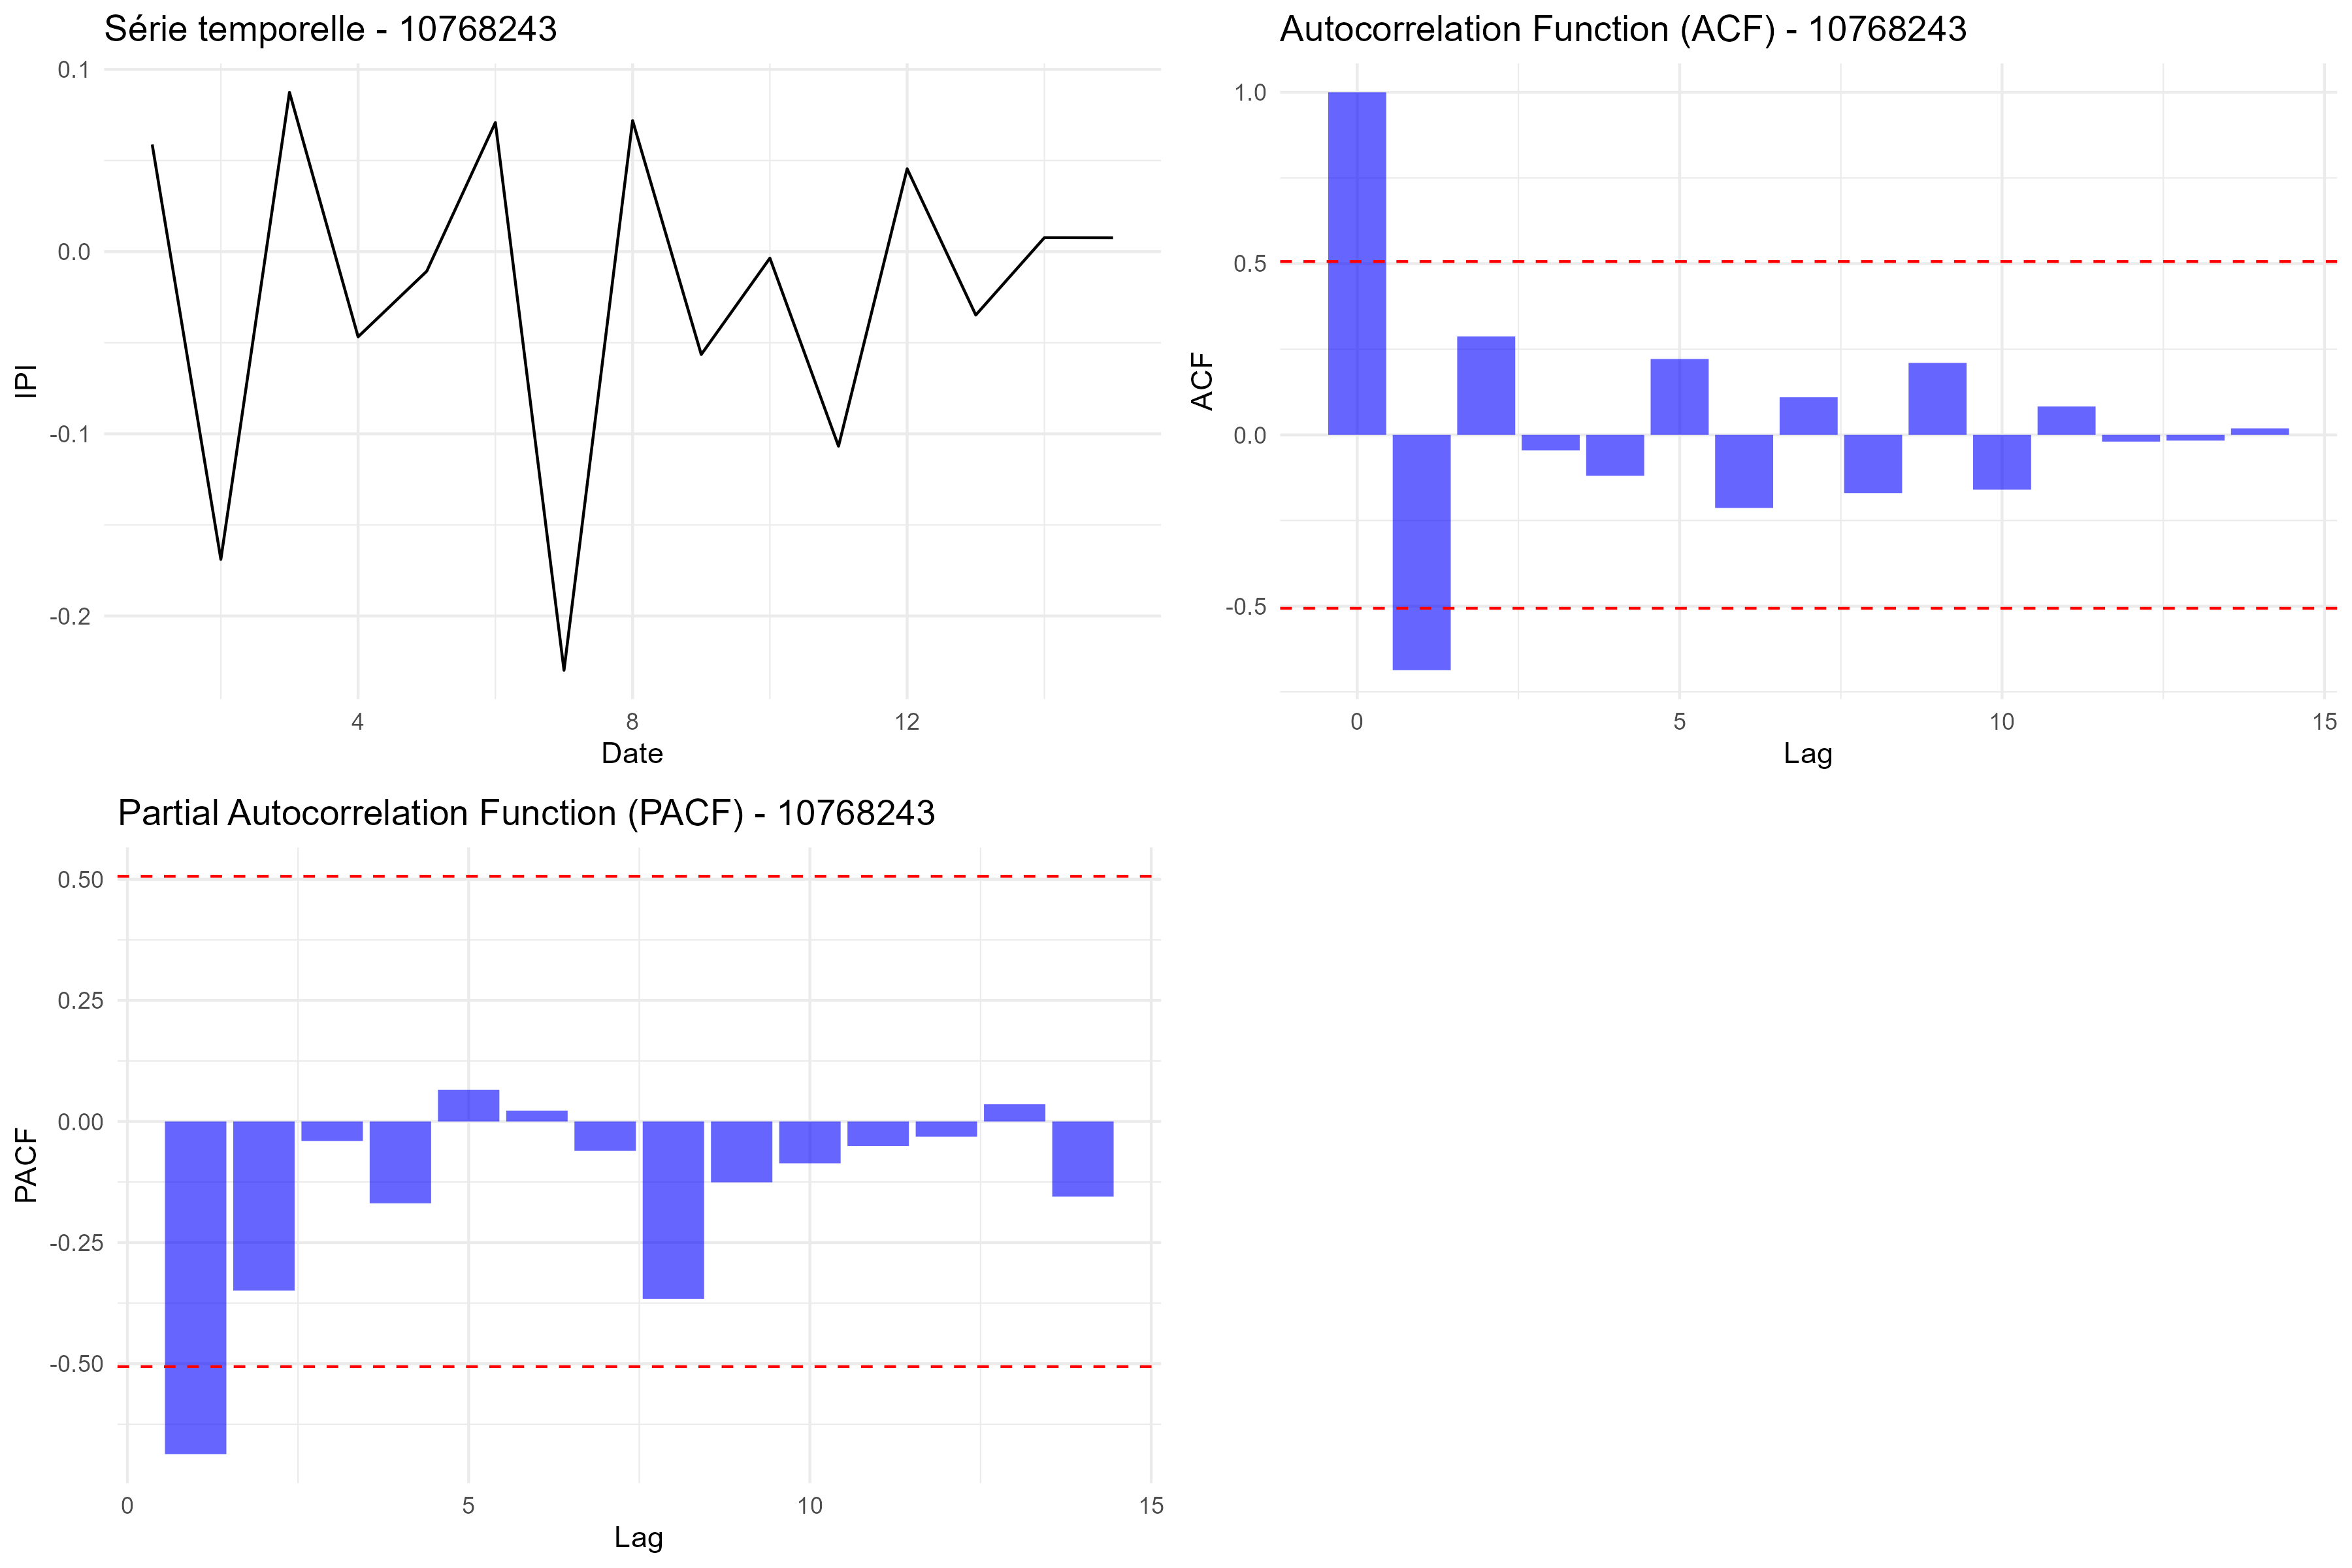 Série temporelle - 10768243
0.1
0.0
-0.1
-0.2
IPI
4 8 12
Date
Autocorrelation Function (ACF) - 10768243
1.0
0.5
0.0
-0.5
ACF
0 5 10 15
Lag
Partial Autocorrelation Function (PACF) - 10768243
0.50
0.25
0.00
-0.25
-0.50
PACF
0 5 10 15
Lag